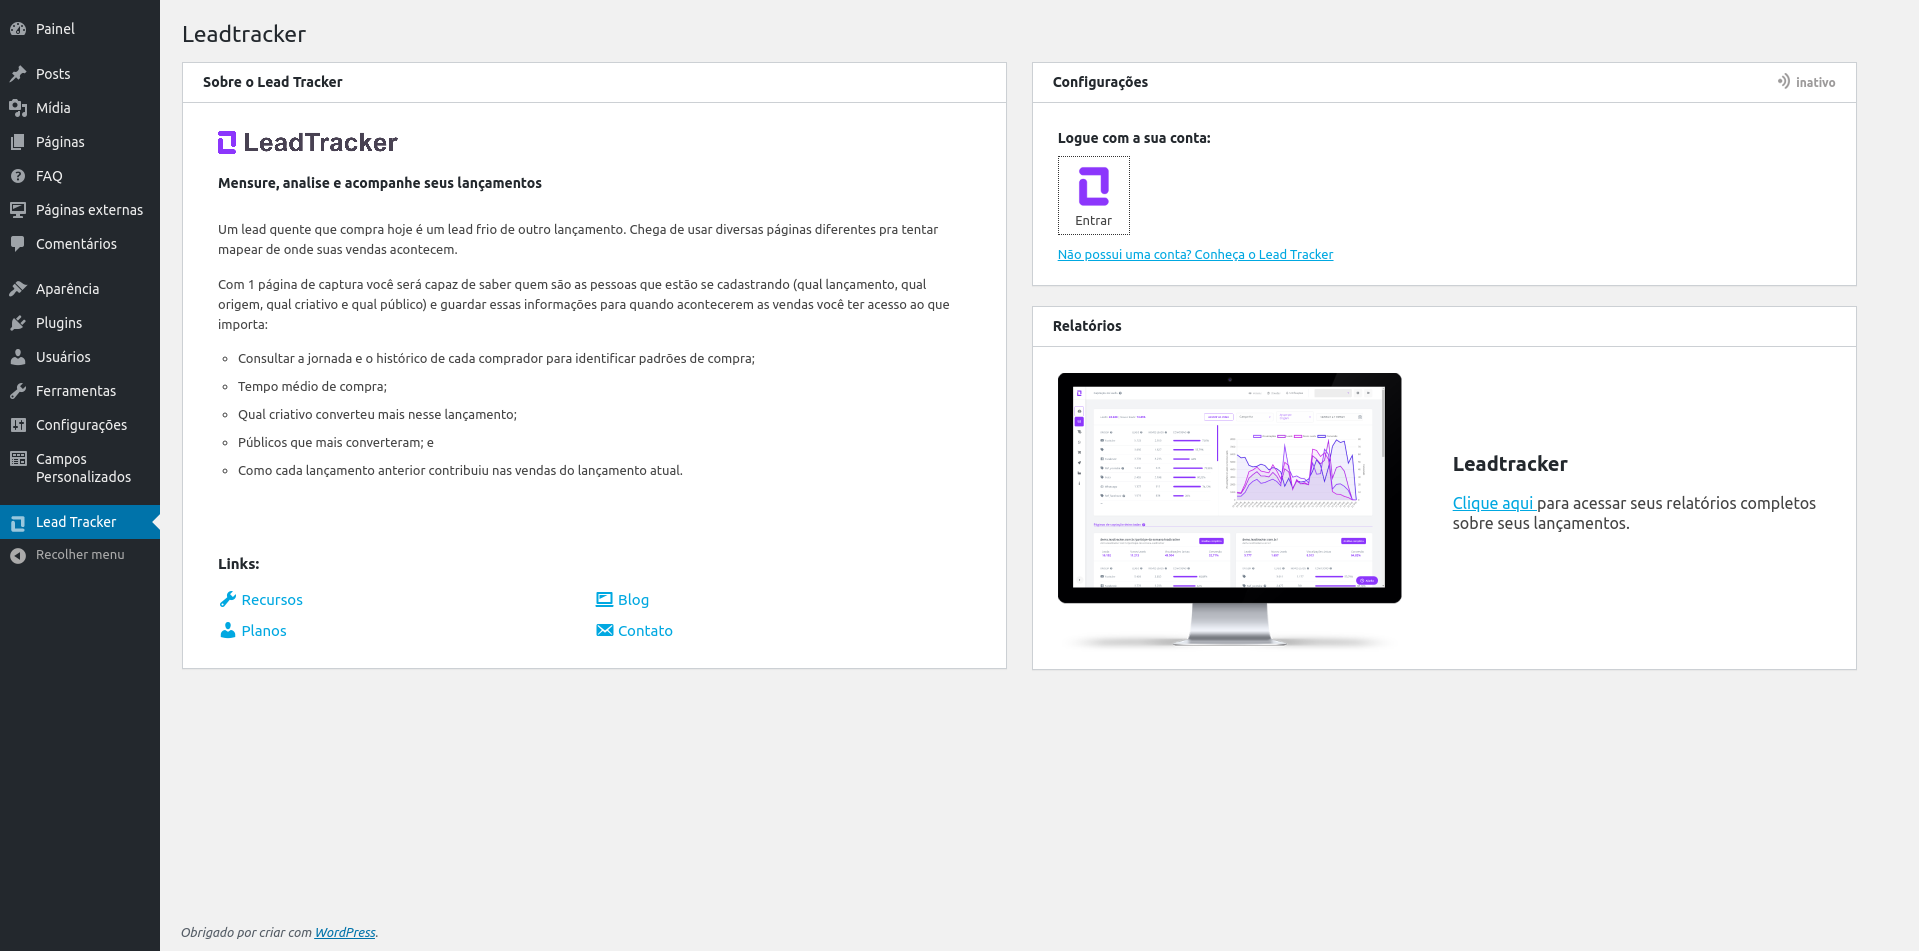 Painel
Posts
Mídia
Páginas
FAQ
Páginas externas
Comentários
Aparência
Plugins
Usuários
Ferramentas
Configurações
Campos
Personalizados
Lead Tracker
Recolher menu
Leadtracker
Sobre o Lead Tracker
LeadTracker
Mensure, analise e acompanhe seus lançamentos
Um lead quente que compra hoje é um lead frio de outro lançamento. Chega de usar diversas páginas diferentes pra tentar
mapear de onde suas vendas acontecem.
Com 1 página de captura você será capaz de saber quem são as pessoas que estão se cadastrando (qual lançamento, qual
origem, qual criativo e qual público) e guardar essas informações para quando acontecerem as vendas você ter acesso ao que
importa:
Consultar a jornada e o histórico de cada comprador para identificar padrões de compra;
Tempo médio de compra;
Qual criativo converteu mais nesse lançamento;
Públicos que mais converteram; e
Como cada lançamento anterior contribuiu nas vendas do lançamento atual.
Links:
Recursos
Blog
Planos
Contato
Configurações
inativo
Logue com a sua conta:
Entrar
Não possui uma conta? Conheça o Lead Tracker
Relatórios
Leadtracker
Clique aqui para acessar seus relatórios completos
sobre seus lançamentos.
Obrigado por criar com WordPress.